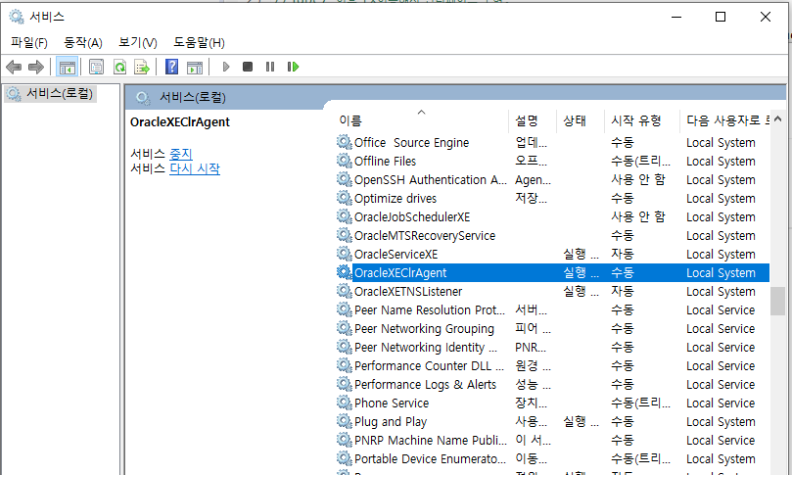 서비스
파일(F) 동작(A) 보기(V) 도움말(H)
서비스(로컬)
서비스(로컬)
OracleXEClrAgent
서비스 중지
서비스 다시 시작
이름 설명 상태 시작 유형 다음 사용자로
Office Source Engine 업데... 수동 Local System
Offline Files 오프... 수동(트리... Local System
OpenSSH Authentication A... Agen... 사용 안 함 Local System
Optimize drives 저장... 수동 Local System
OracleJobSchedulerXE 사용 안 함 Local System
OracleMTSRecoveryService 수동 Local System
OracleServiceXE 실행 ... 자동 Local System
OracleXEClrAgent 실행 ... 수동 Local System
OracleXETNSListener 실행 ... 자동 Local System
Peer Name Resolution Prot... 서버... 수동 Local Service
Peer Networking Grouping 피어 ... 수동 Local Service
Peer Networking Identity ... PNR... 수동 Local Service
Performance Counter DLL ... 원경 ... 수동 Local Service
Performance Logs & Alerts 성능 ... 수동 Local Service
Phone Service 장치... 수동(트리... Local Service
Plug and Play 사용... 실행 ... 수동 Local System
PNRP Machine Name Publi... 이 서... 수동 Local Service
Portable Device Enumerato... 이동... 수동(트리... Local System